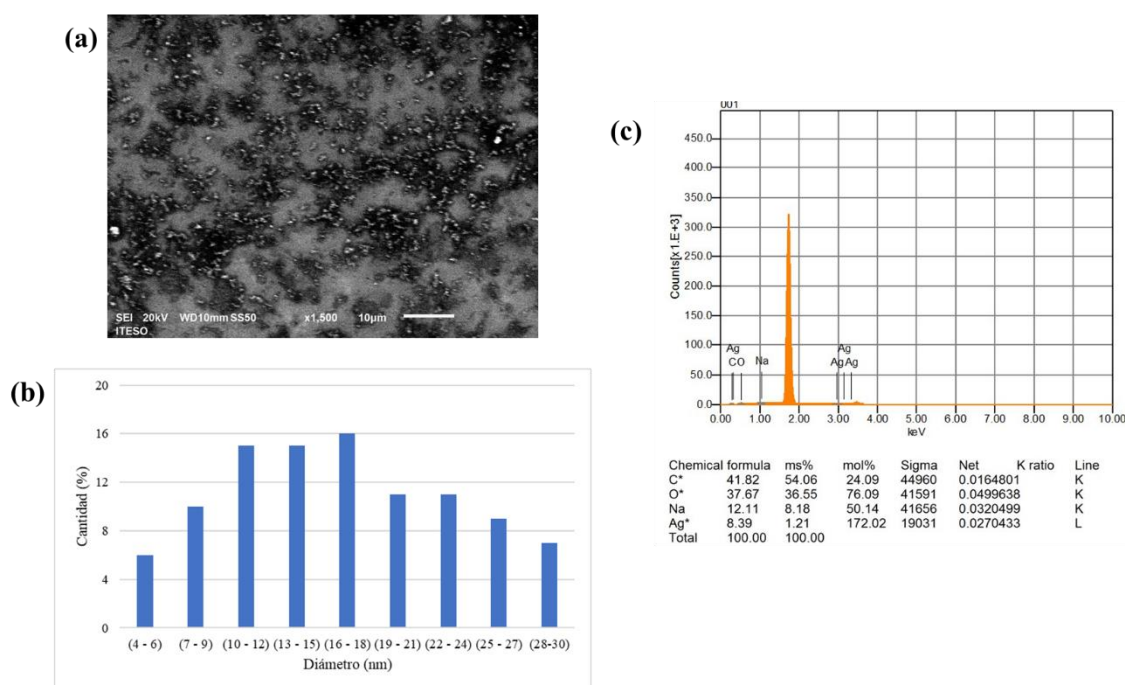 (a)
SEI 20kV WD10mm SS50 x1,500 10µm
ITESO
(b)
20
16
12
8
4
0
Cantidad (%)
(4 - 6) (7 - 9) (10 - 12) (13 - 15) (16 - 18) (19 - 21) (22 - 24) (25 - 27) (28-30)
Diámetro (nm)
(c)
001
450.0
400.0
350.0
300.0
250.0
200.0
150.0
100.0
50.0
0.0
Counts[x1.E+3]
Ag
C O
Na
Ag
Ag
Ag
0.00 1.00 2.00 3.00 4.00 5.00 6.00 7.00 8.00 9.00 10.00
keV
Chemical formula ms% mol% Sigma Net K ratio Line
C* 41.82 54.06 24.09 44960 0.0164801 K
O* 37.67 36.55 76.09 41591 0.0499638 K
Na 12.11 8.18 50.14 41656 0.0320499 K
Ag* 8.39 1.21 172.02 19031 0.0270433 L
Total 100.00 100.00